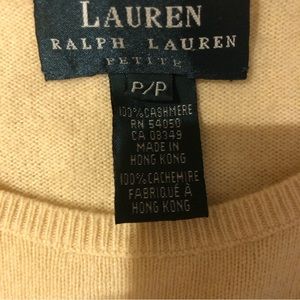 LAUREN
RALPH LAUREN
PETITE
P/P
100% CASHMERE
RN 54050
CA 08349
MADE IN
HONG KONG
100% CACHEMIRE
FABRIQUÉ À
HONG KONG